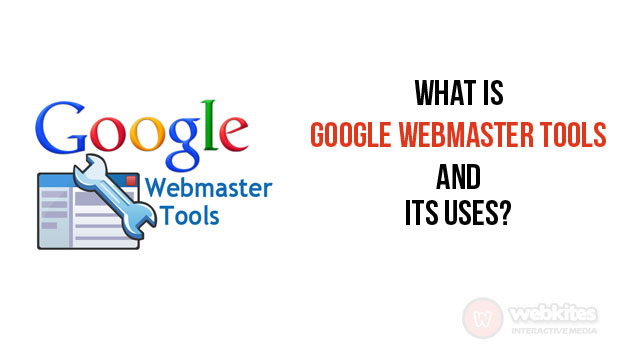 Google
Webmaster
Tools
WHAT IS
GOOGLE WEBMASTER TOOLS
AND
ITS USES?
w webkites
INTERACTIVE MEDIA